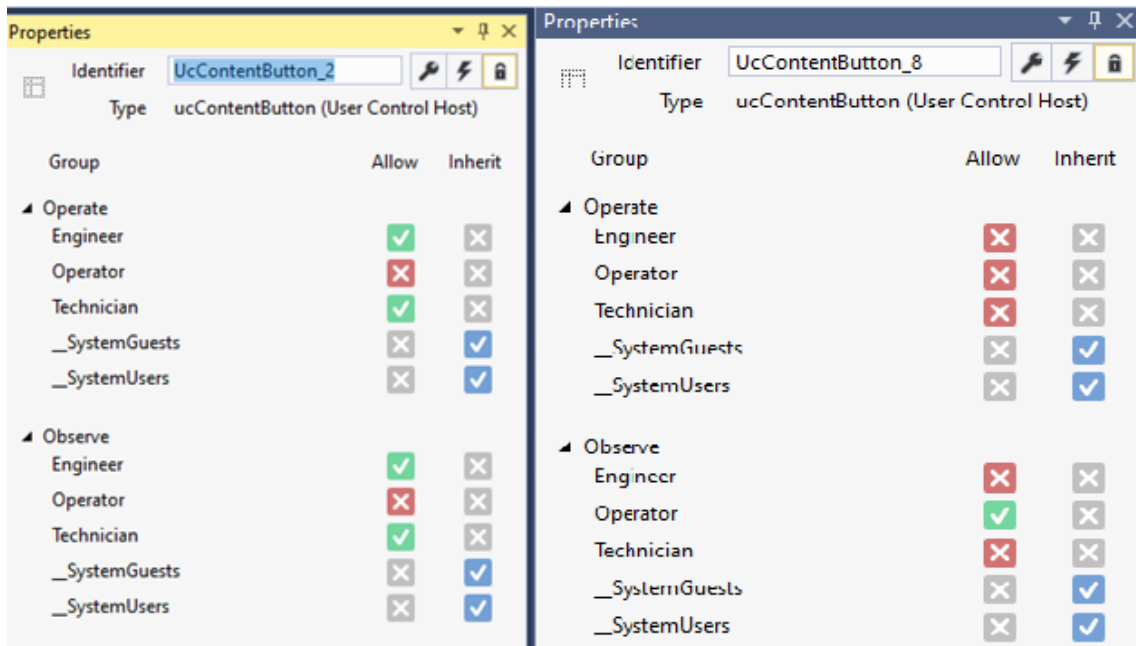 Properties
Identifier UcContentButton_2
Type ucContentButton (User Control Host)
Group Allow Inherit
Operate
Engineer
Operator
Technician
__SystemGuests
__SystemUsers
Observe
Engineer
Operator
Technician
__SystemGuests
__SystemUsers
Properties
Identifier UcContentButton_8
Type ucContentButton (User Control Host)
Group Allow Inherit
Operate
Engineer
Operator
Technician
__SystemGuests
__SystemUsers
Observe
Engineer
Operator
Technician
__SystemGuests
__SystemUsers